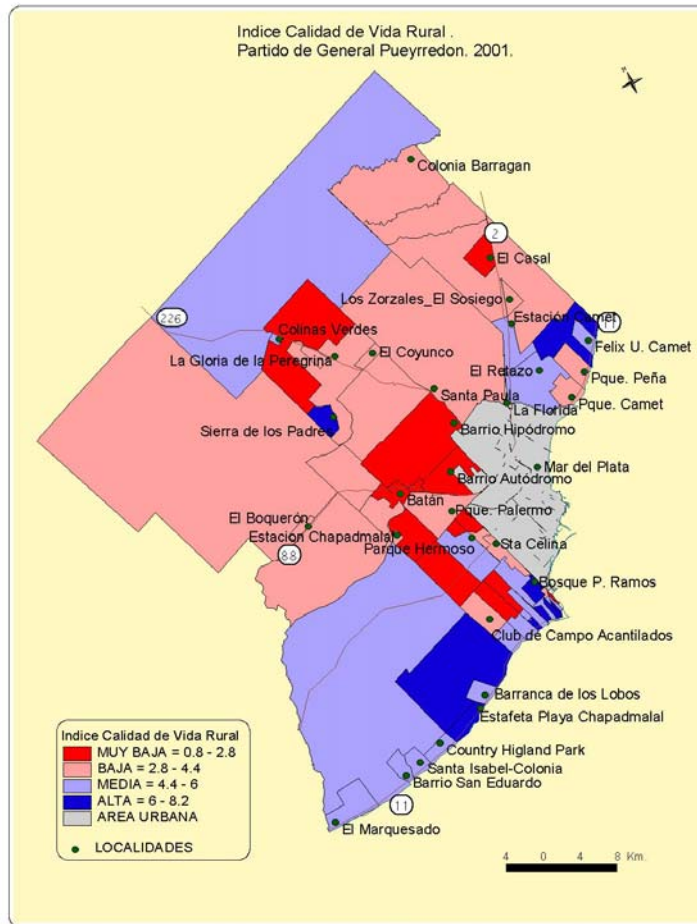 Indice Calidad de Vida Rural .
Partido de General Pueyrredon. 2001.
N
Colonia Barragan
2
El Casal
Los Zorzales_El Sosiego
Estación Camet
11
226
Colinas Verdes
Felix U. Camet
La Gloria de la Peregrina
El Coyunco
El Retazo
Pque. Peña
Santa Paula
Pque. Camet
La Florida
Sierra de los Padres
Barrio Hipódromo
Mar del Plata
Barrio Autódromo
Batán
El Boquerón
Pque. Palermo
Estación Chapadmalal
Parque Hermoso
Sta Celina
88
Bosque P. Ramos
Club de Campo Acantilados
Barranca de los Lobos
Estafeta Playa Chapadmalal
Country Higland Park
Santa Isabel-Colonia
Barrio San Eduardo
11
El Marquesado
Indice Calidad de Vida Rural
MUY BAJA = 0.8 - 2.8
BAJA = 2.8 - 4.4
MEDIA = 4.4 - 6
ALTA = 6 - 8.2
AREA URBANA
LOCALIDADES
4 0 4 8 Km.